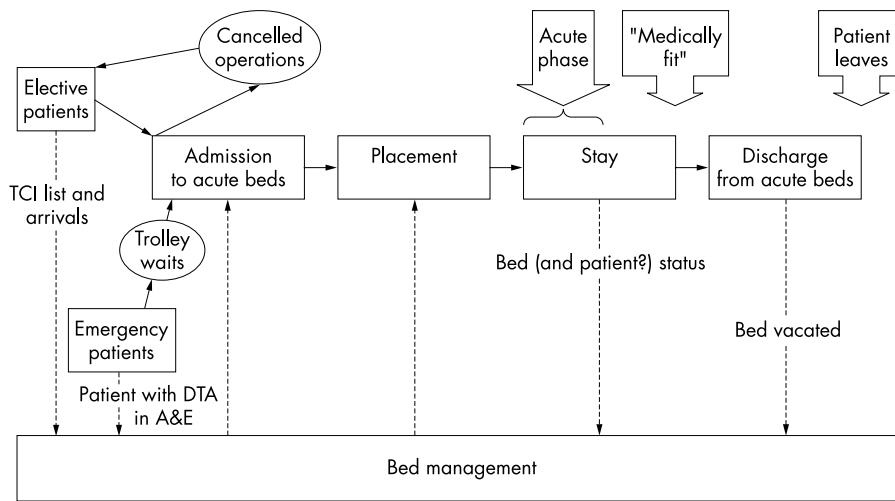 Cancelled
operations
Acute
phase
"Medically
fit"
Patient
leaves
Elective
patients
Admission
to acute beds
Placement
Stay
Discharge
from acute beds
TCI list and
arrivals
Trolley
waits
Bed (and patient?) status
Emergency
patients
Bed vacated
Patient with DTA
in A&E
Bed management